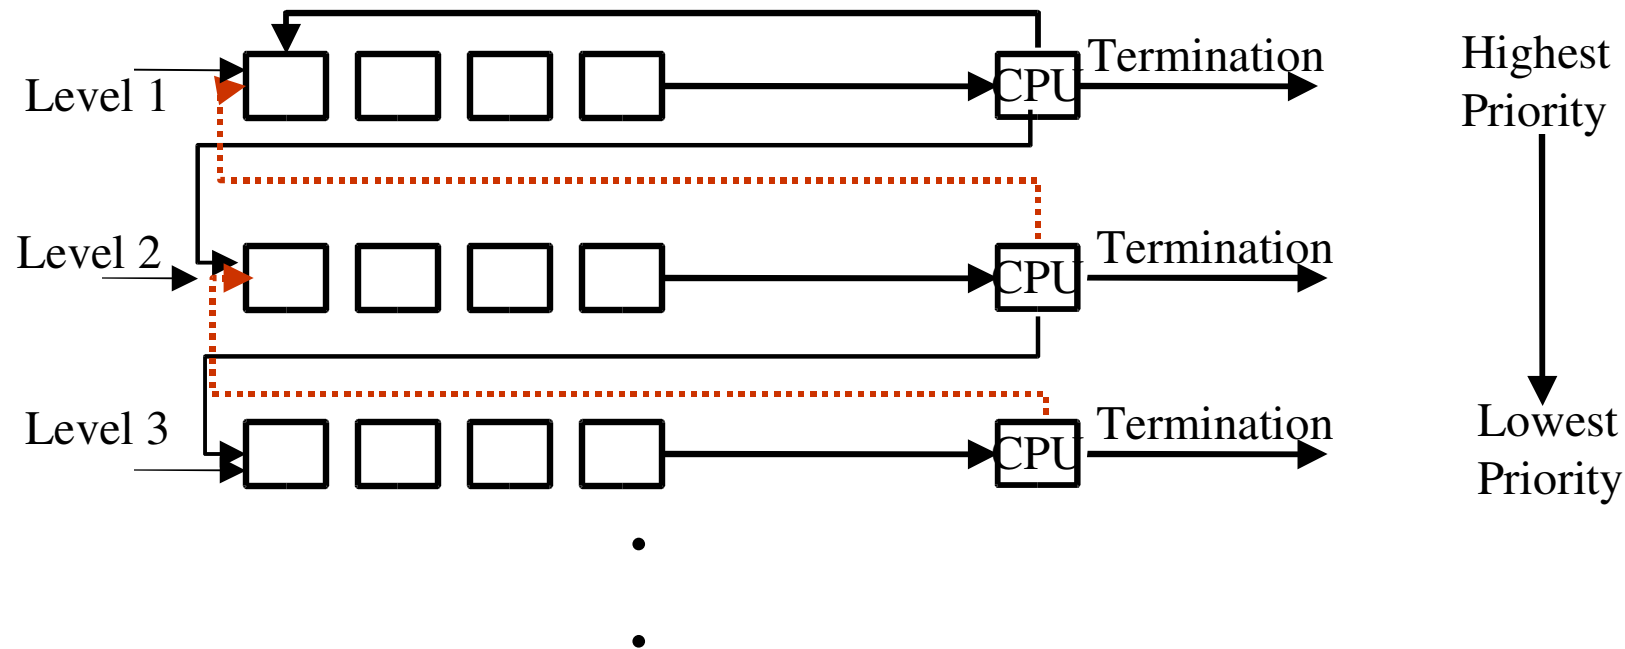 Level 1
CPU
Termination
Highest
Priority
Level 2
CPU
Termination
Level 3
CPU
Termination
Lowest
Priority